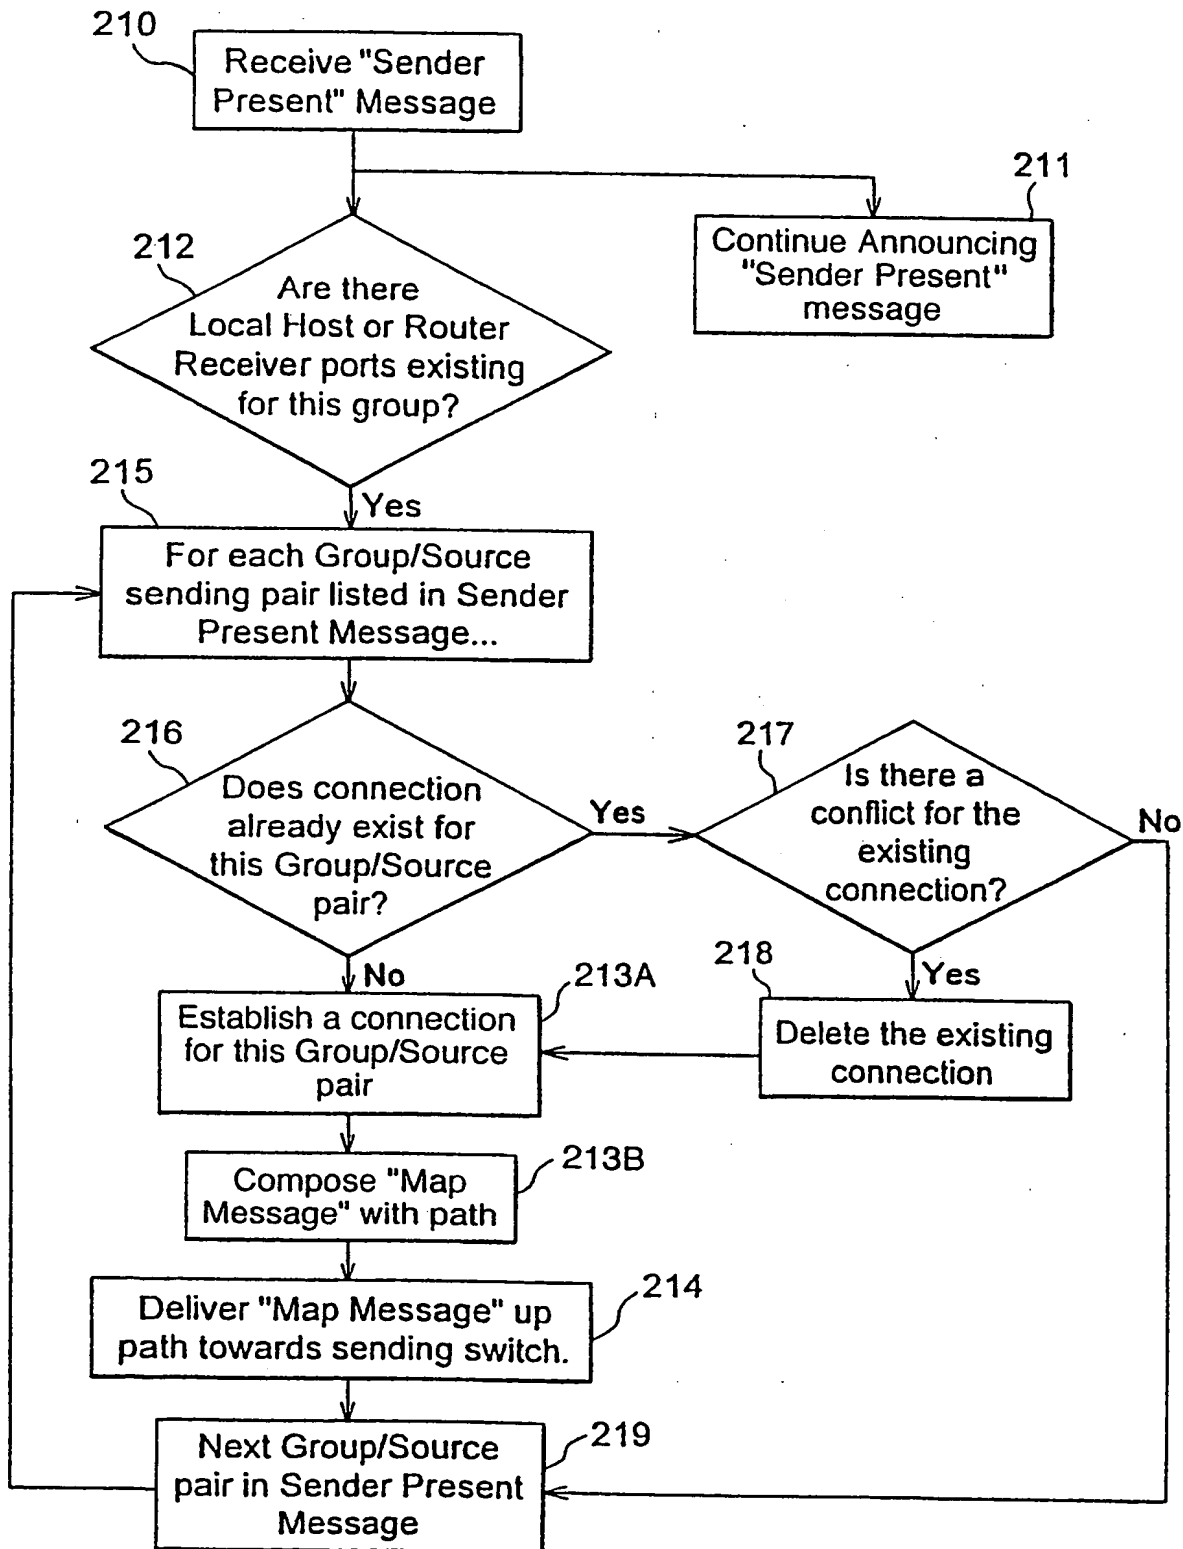 210
Receive "Sender
Present" Message
211
Continue Announcing
"Sender Present"
message
212
Are there
Local Host or Router
Receiver ports existing
for this group?
215
Yes
For each Group/Source
sending pair listed in Sender
Present Message...
216
Does connection
already exist for
this Group/Source
pair?
Yes
217
Is there a
conflict for the
existing
connection?
No
No
213A
Establish a connection
for this Group/Source
pair
218
Yes
Delete the existing
connection
213B
Compose "Map
Message" with path
214
Deliver "Map Message" up
path towards sending switch.
219
Next Group/Source
pair in Sender Present
Message